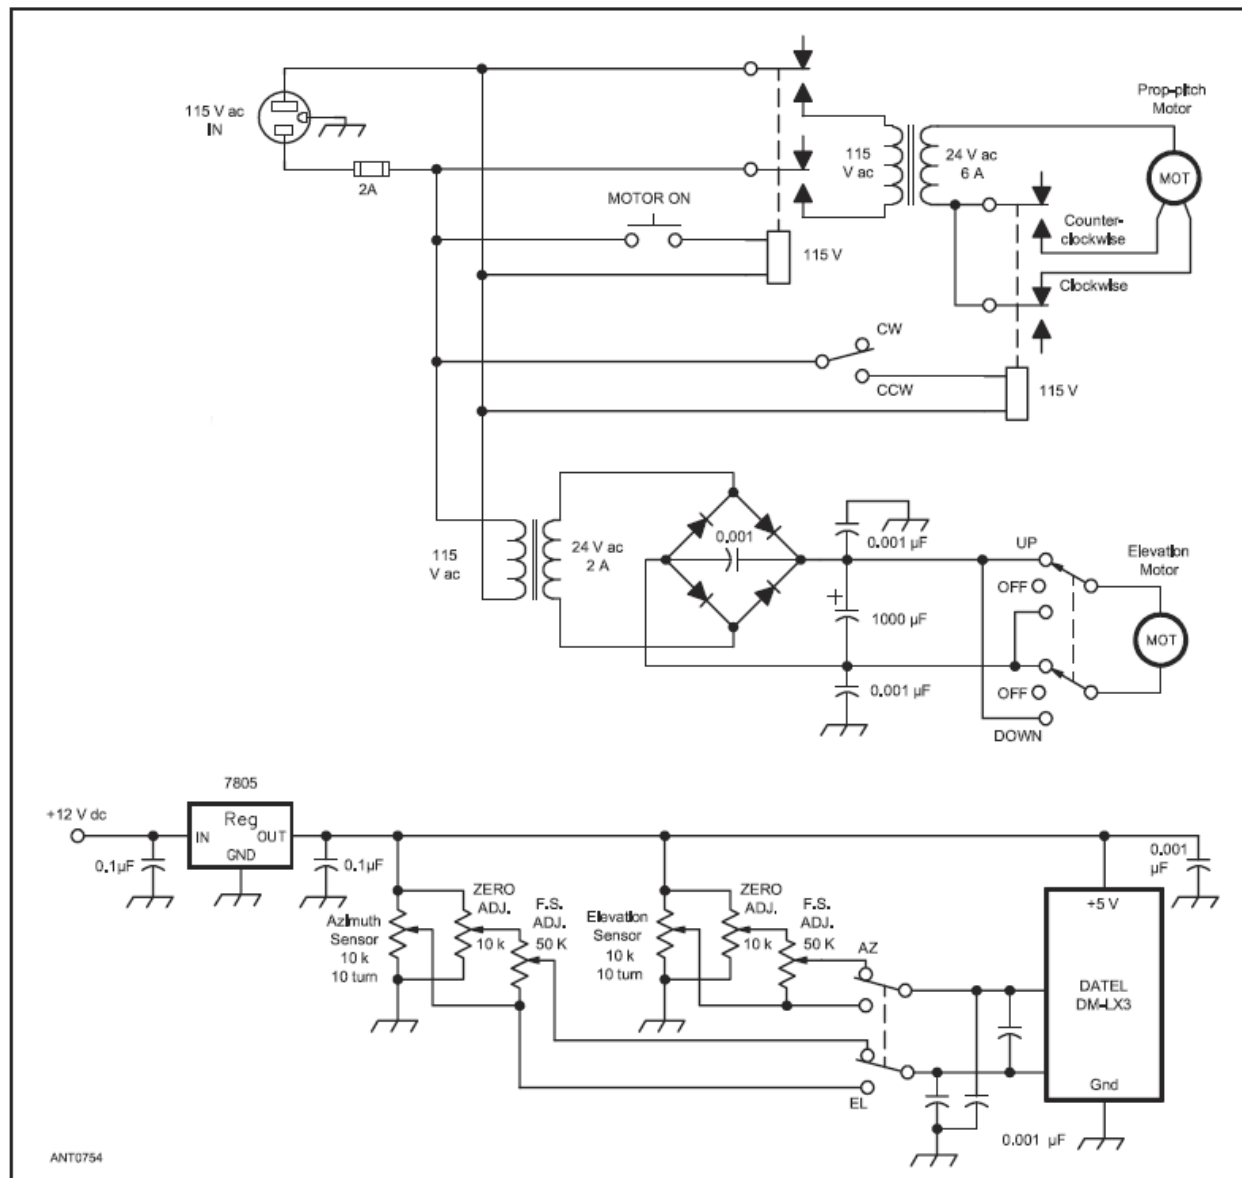 115 V ac
IN
2A
MOTOR ON
115 V
115
V ac
24 V ac
6 A
Prop-pitch
Motor
MOT
Counter-
clockwise
Clockwise
CW
CCW
115 V
115
V ac
24 V ac
2 A
0.001
0.001 µF
+
1000 µF
0.001 µF
UP
OFF
OFF
DOWN
Elevation
Motor
MOT
+12 V dc
0.1µF
7805
Reg
IN
OUT
GND
0.1µF
Azimuth
Sensor
10 k
10 turn
ZERO
ADJ.
10 k
F.S.
ADJ.
50 K
Elevation
Sensor
10 k
10 turn
ZERO
ADJ.
10 k
F.S.
ADJ.
50 K
AZ
EL
0.001
µF
+5 V
DATEL
DM-LX3
Gnd
0.001 µF
ANT0754